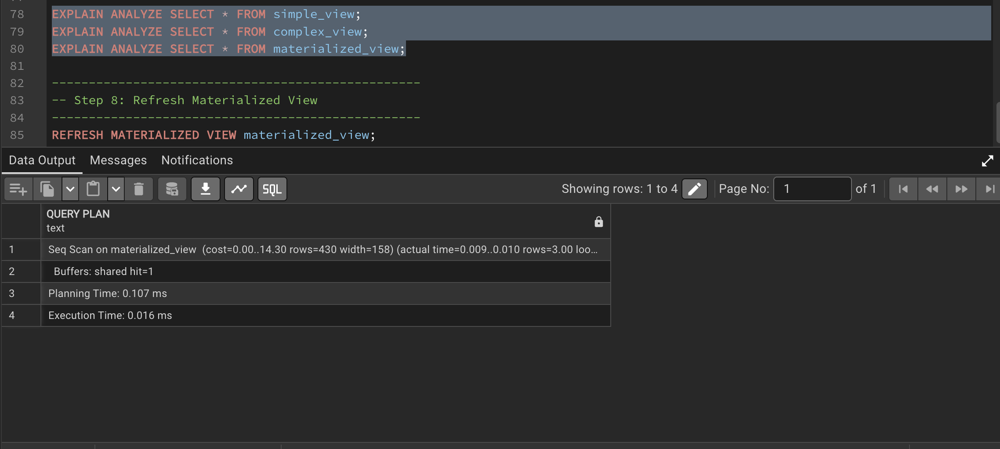 78 EXPLAIN ANALYZE SELECT * FROM simple_view;
79 EXPLAIN ANALYZE SELECT * FROM complex_view;
80 EXPLAIN ANALYZE SELECT * FROM materialized_view;
81
82 --------------------------------------------------
83 -- Step 8: Refresh Materialized View
84 --------------------------------------------------
85 REFRESH MATERIALIZED VIEW materialized_view;
Data Output Messages Notifications
SQL Showing rows: 1 to 4 Page No: 1 of 1
QUERY PLAN
text
1 Seq Scan on materialized_view (cost=0.00..14.30 rows=430 width=158) (actual time=0.009..0.010 rows=3.00 loo...
2 Buffers: shared hit=1
3 Planning Time: 0.107 ms
4 Execution Time: 0.016 ms